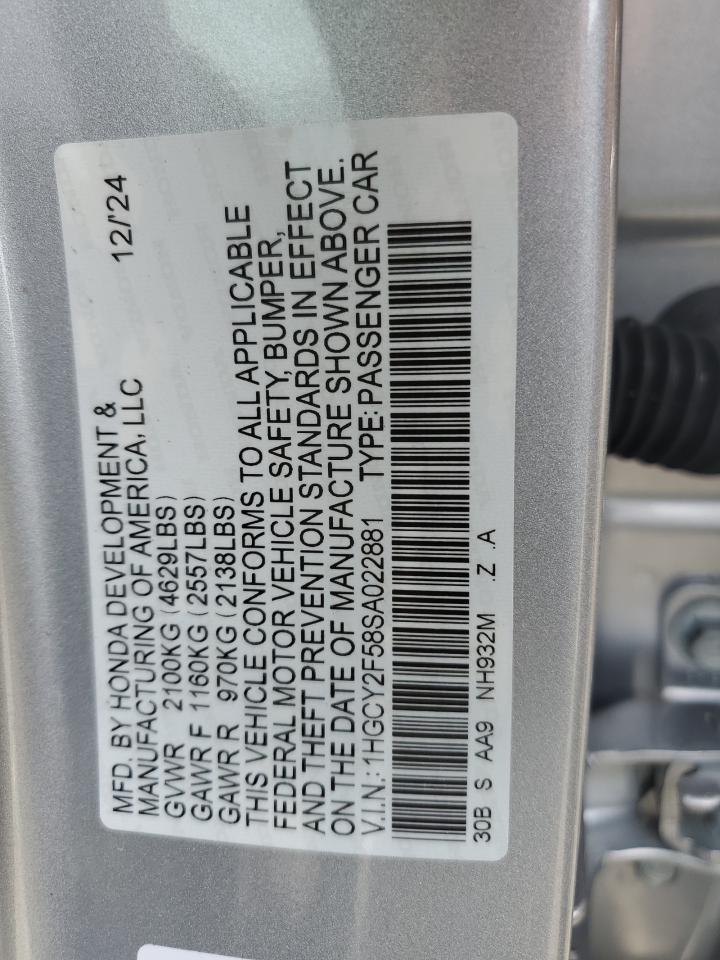 MFD. BY HONDA DEVELOPMENT & 12/'24
MANUFACTURING OF AMERICA, LLC
GVWR 2100KG (4629LBS)
GAWR F 1160KG (2557LBS)
GAWR R 970KG (2138LBS)
THIS VEHICLE CONFORMS TO ALL APPLICABLE
FEDERAL MOTOR VEHICLE SAFETY, BUMPER,
AND THEFT PREVENTION STANDARDS IN EFFECT
ON THE DATE OF MANUFACTURE SHOWN ABOVE.
V.I.N.: 1HGCY2F58SA022881 TYPE: PASSENGER CAR
30B S AA9 NH932M .Z .A